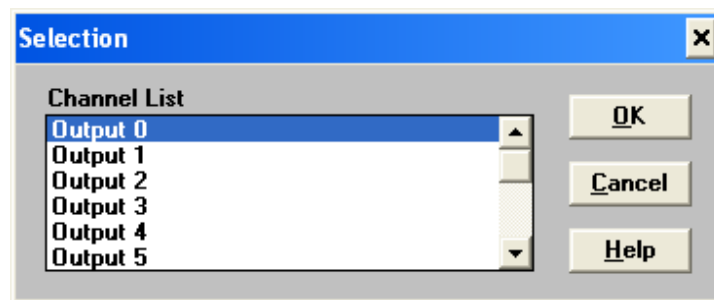 Selection
Channel List
Output 0
Output 1
Output 2
Output 3
Output 4
Output 5
OK
Cancel
Help